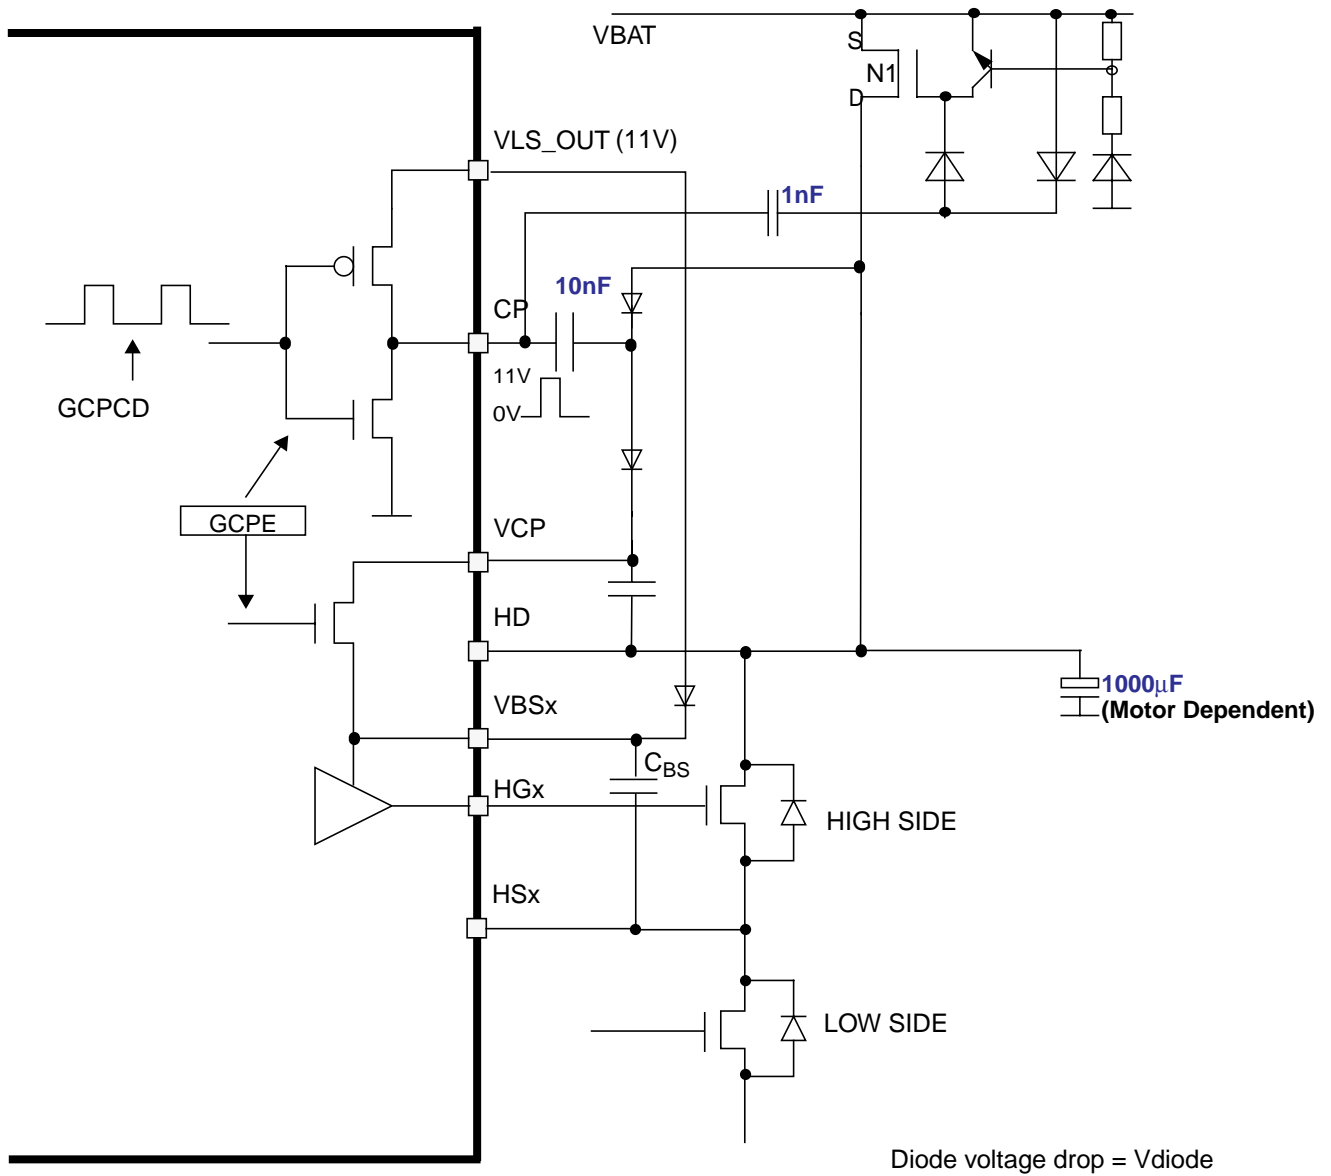 VBAT
S
N1
D
VLS_OUT (11V)
1nF
10nF
CP
11V
0V
GCPCD
GCPE
VCP
HD
VBSx
1000μF
(Motor Dependent)
CBS
HGx
HIGH SIDE
HSx
LOW SIDE
Diode voltage drop = Vdiode